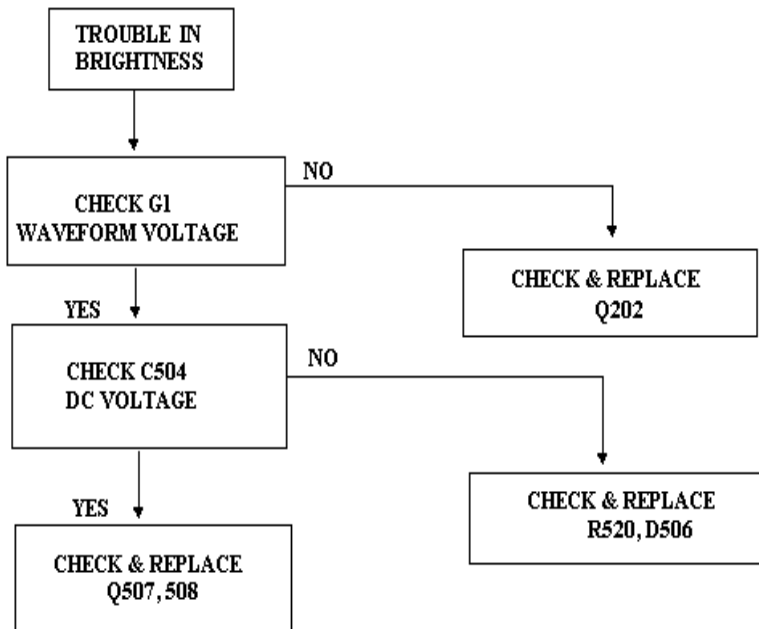 TROUBLE IN
BRIGHTNESS
NO
CHECK G1
WAVEFORM VOLTAGE
CHECK & REPLACE
Q202
YES
NO
CHECK C504
DC VOLTAGE
CHECK & REPLACE
R520, D506
YES
CHECK & REPLACE
Q507, 508